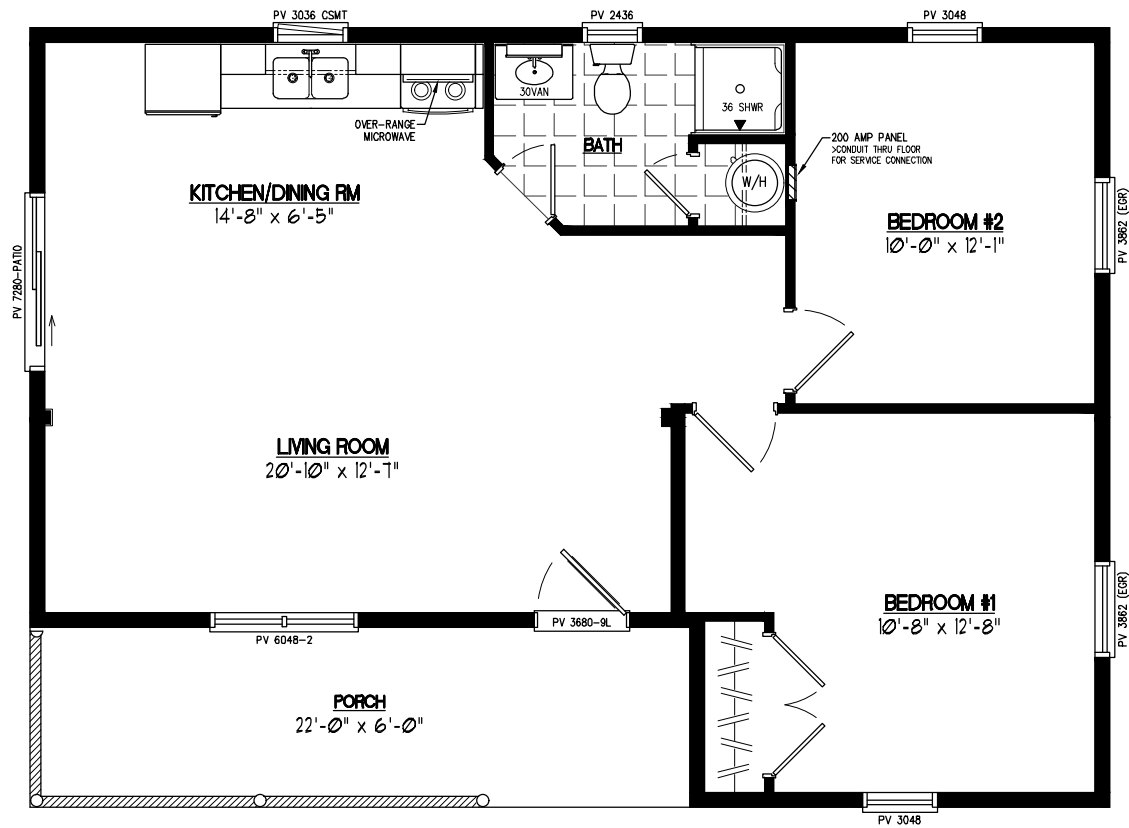 PV 3036 CSMT
PV 2436
PV 3048
30VAN
36 SHWR
OVER-RANGE
MICROWAVE
BATH
200 AMP PANEL
>CONDUIT THRU FLOOR
FOR SERVICE CONNECTION
W/H
KITCHEN/DINING RM
14'-8" x 6'-5"
BEDROOM #2
10'-0" x 12'-1"
PV 3862 (EGR)
PV 7280-PATIO
LIVING ROOM
20'-10" x 12'-7"
BEDROOM #1
10'-8" x 12'-8"
PV 3862 (EGR)
PV 6048-2
PV 3680-9L
PORCH
22'-0" x 6'-0"
PV 3048